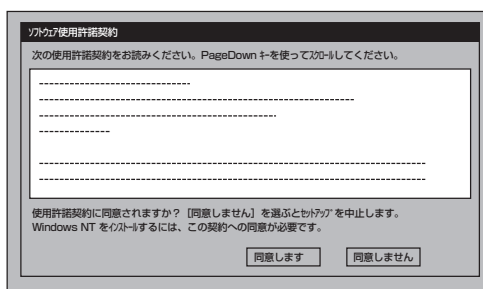 ソフトウェア使用許諾契約
次の使用許諾契約をお読みください。PageDown キーを使ってスクロールしてください。
使用許諾契約に同意されますか？［同意しません］を選ぶとセットアップを中止します。
Windows NT をインストールするには、この契約への同意が必要です。
同意します
同意しません